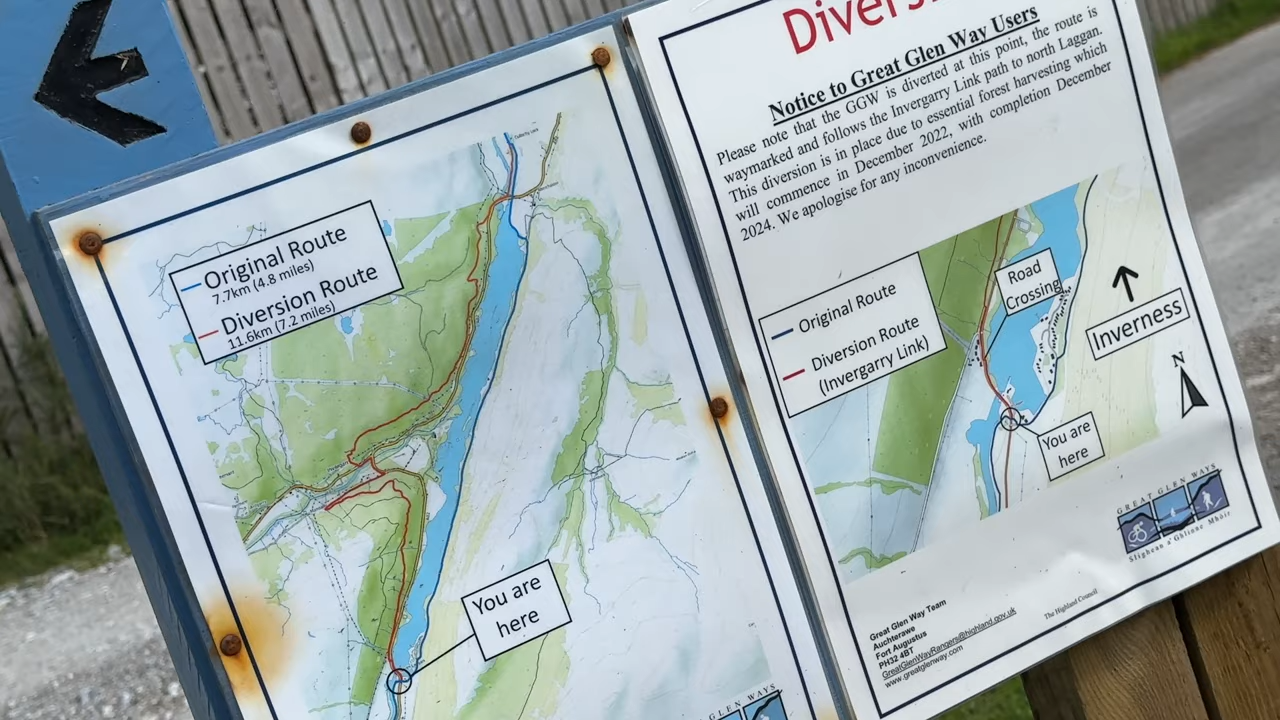 Original Route
7.7km (4.8 miles)
Diversion Route
11.6km (7.2 miles)
You are
here
Notice to Great Glen Way Users
Please note that the GGW is diverted at this point, the route is
waymarked and follows the Invergarry Link path to north Laggan.
This diversion is in place due to essential forest harvesting which
will commence in December 2022, with completion December
2024. We apologise for any inconvenience.
Original Route
Diversion Route
(Invergarry Link)
Road
Crossing
Inverness
N
You are
here
GREAT GLEN WAYS
Slighean a' Ghlinne Mhòir
Great Glen Way Team
Auchterawe
Fort Augustus
PH32 4BT
GreatGlenWayRangers@highland.gov.uk
www.greatglenway.com
The Highland Council
GLEN WAYS